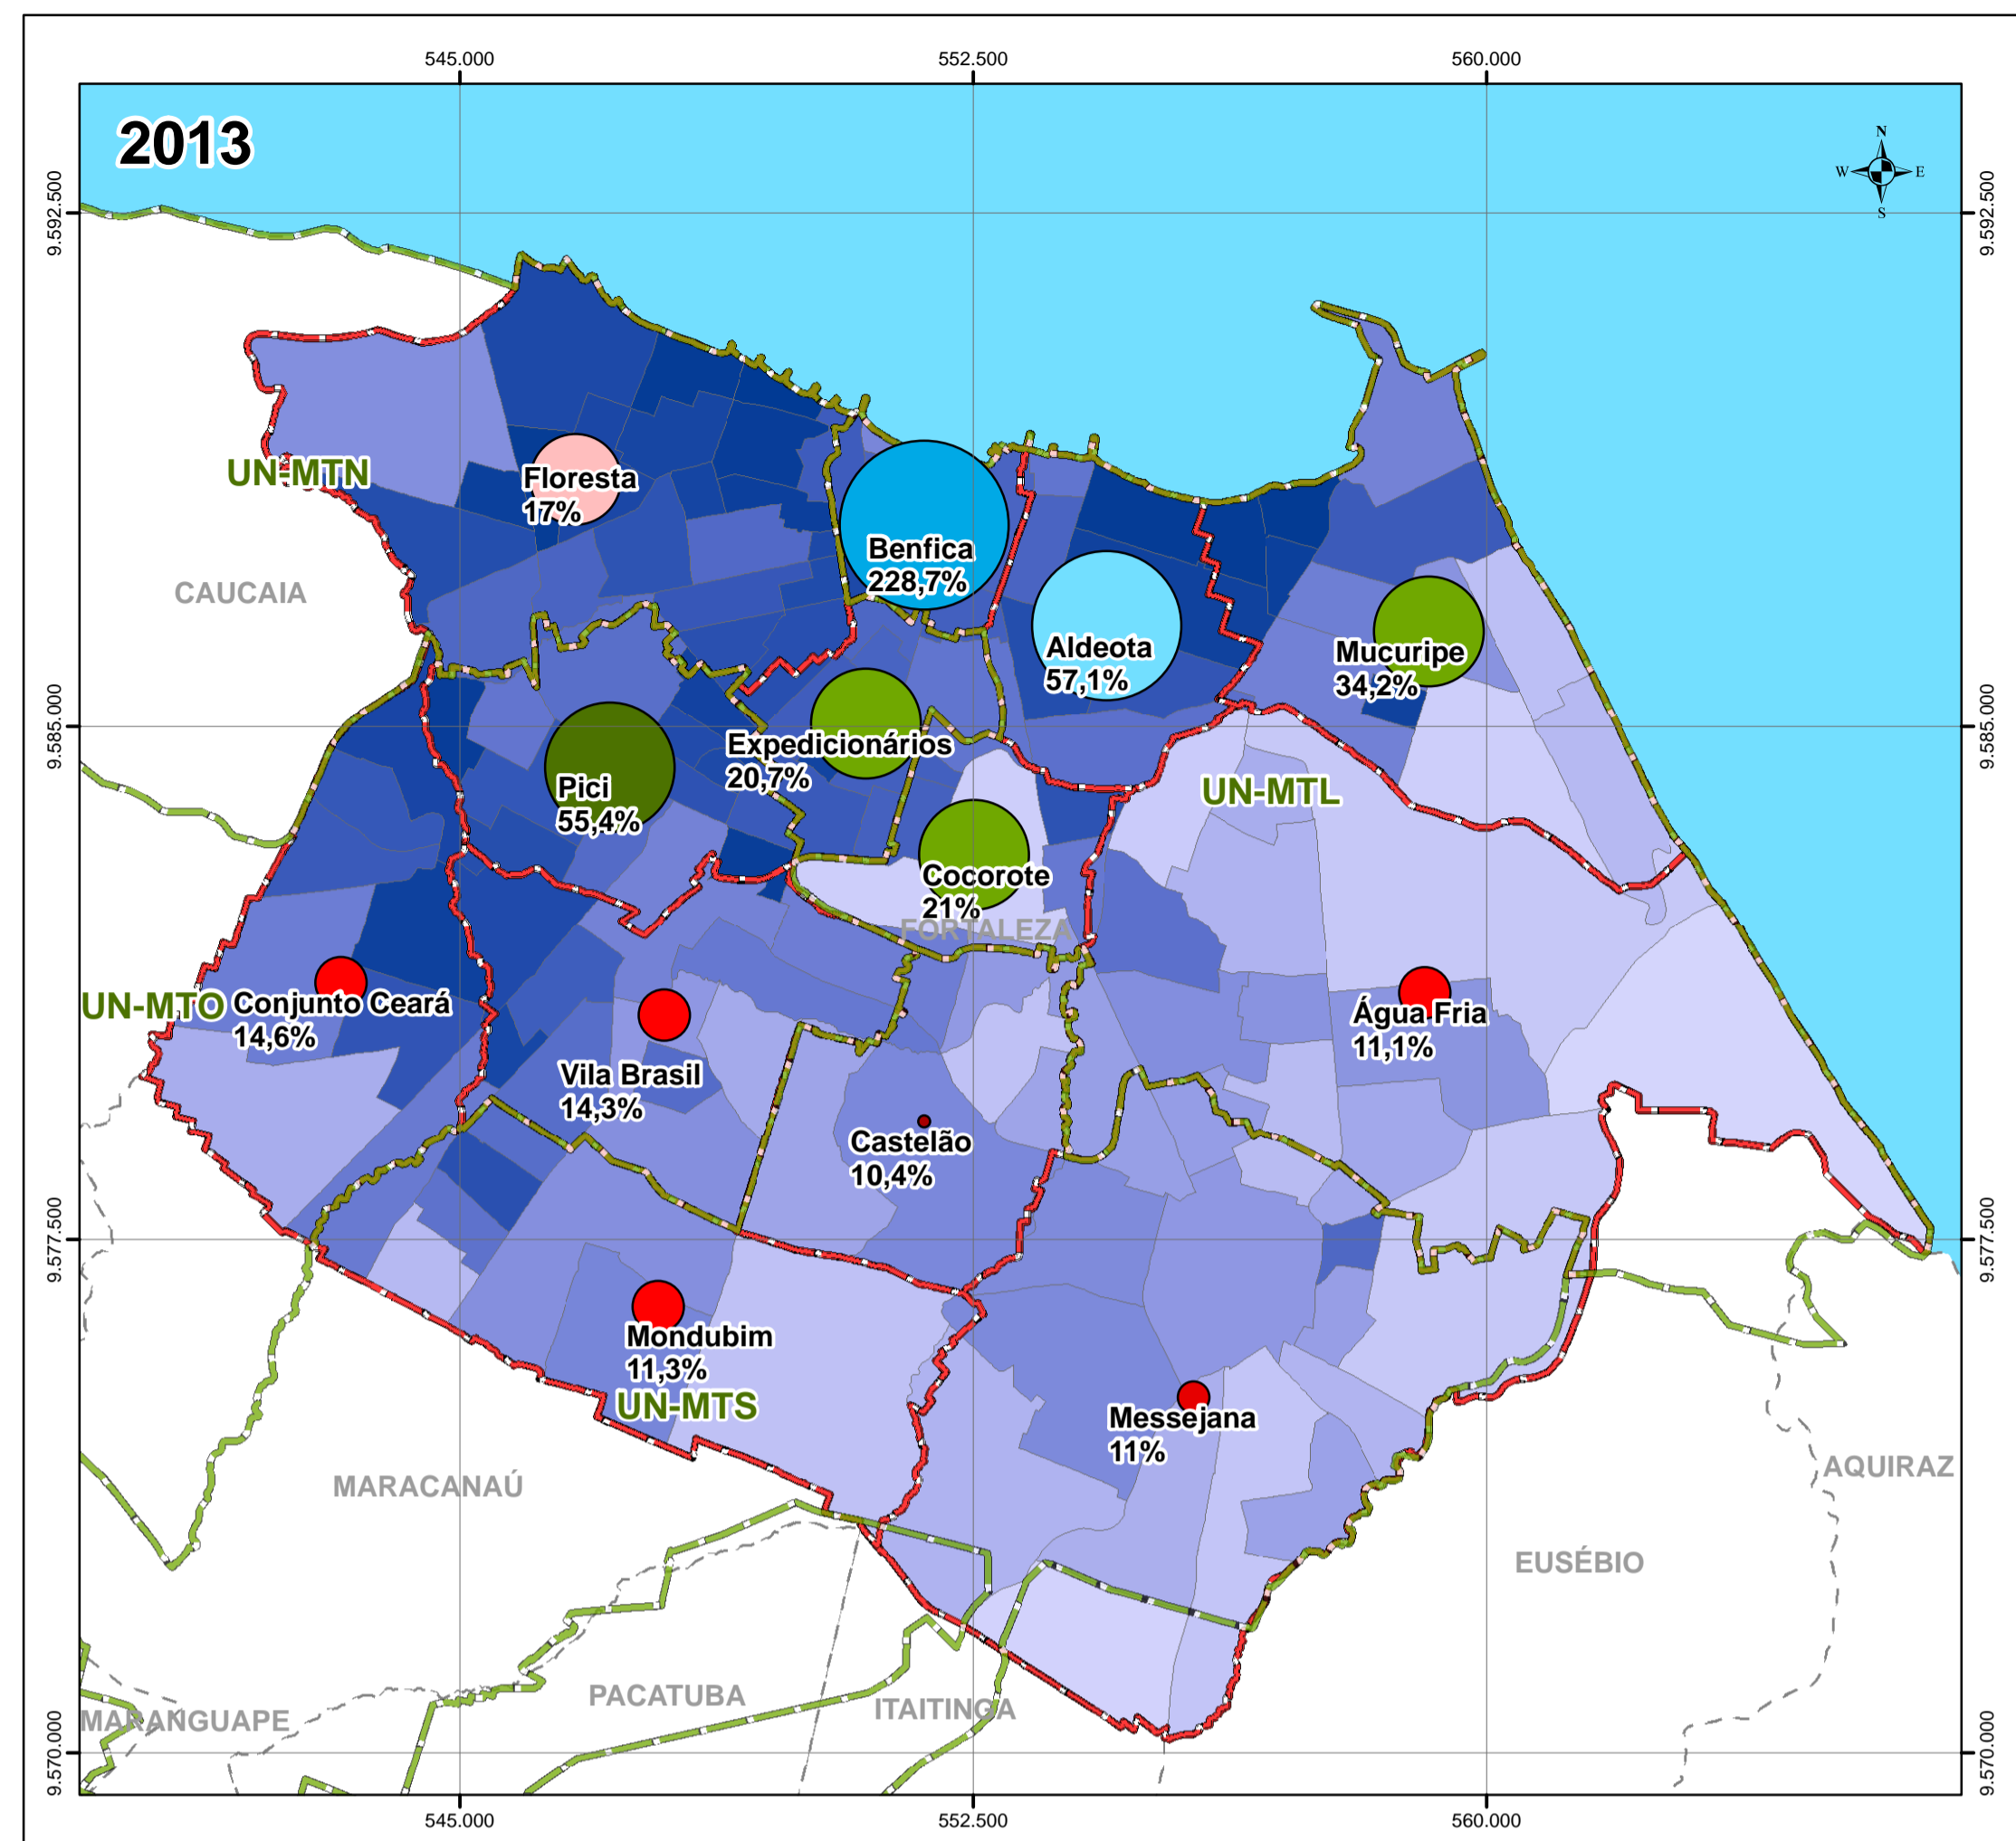 545.000
552.500
560.000
2013
N
W
E
S
9.592.500
9.592.500
UN-MTN
Floresta
17%
Benfica
228,7%
CAUCAIA
Aldeota
57,1%
Mucuripe
34,2%
9.585.000
9.585.000
Expedicionários
20,7%
Pici
55,4%
UN-MTL
Cocorote
21%
FORTALEZA
UN-MTO
Conjunto Ceará
14,6%
Água Fria
11,1%
Vila Brasil
14,3%
Castelão
10,4%
9.577.500
9.577.500
Mondubim
11,3%
UN-MTS
Messejana
11%
MARACANAÚ
AQUIRAZ
EUSÉBIO
PACATUBA
ITAITINGA
MARANGUAPE
9.570.000
9.570.000
545.000
552.500
560.000